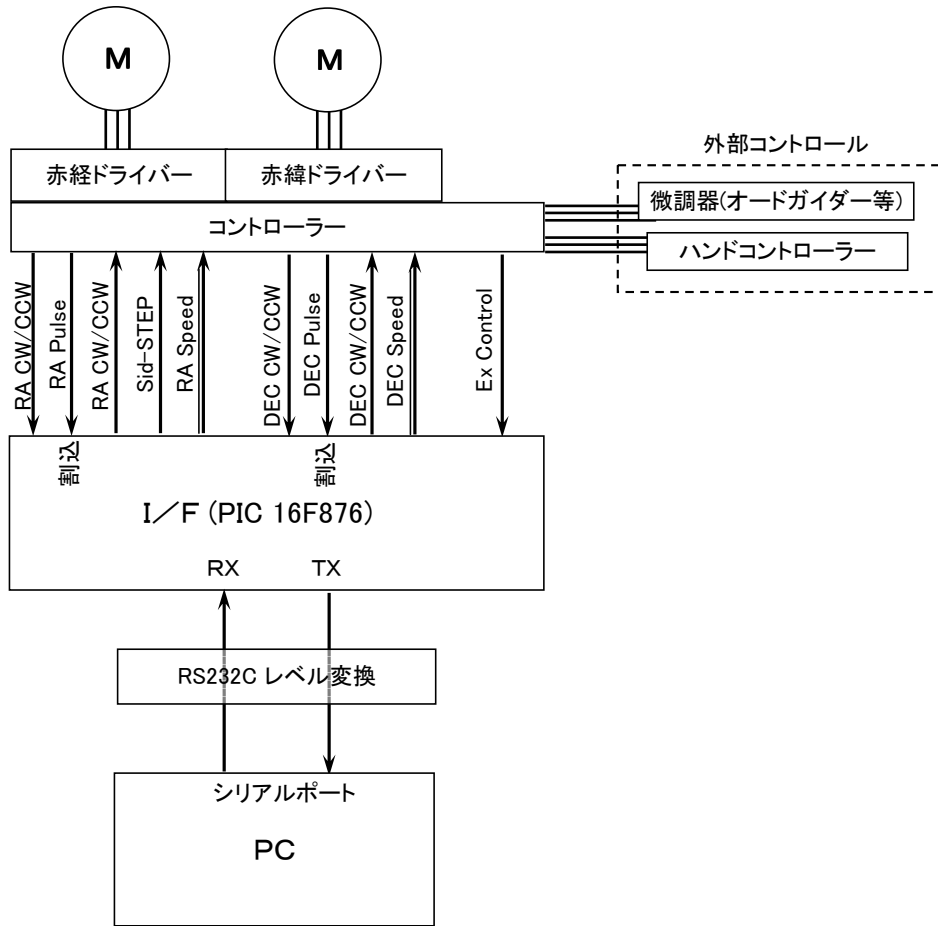 M
M
外部コントロール
赤経ドライバー
赤緯ドライバー
微調器(オードガイダー等)
コントローラー
ハンドコントローラー
RA CW/CCW
RA Pulse
RA CW/CCW
Sid-STEP
RA Speed
DEC CW/CCW
DEC Pulse
DEC CW/CCW
DEC Speed
Ex Control
割込
割込
I/F (PIC 16F876)
RX
TX
RS232C レベル変換
シリアルポート
PC